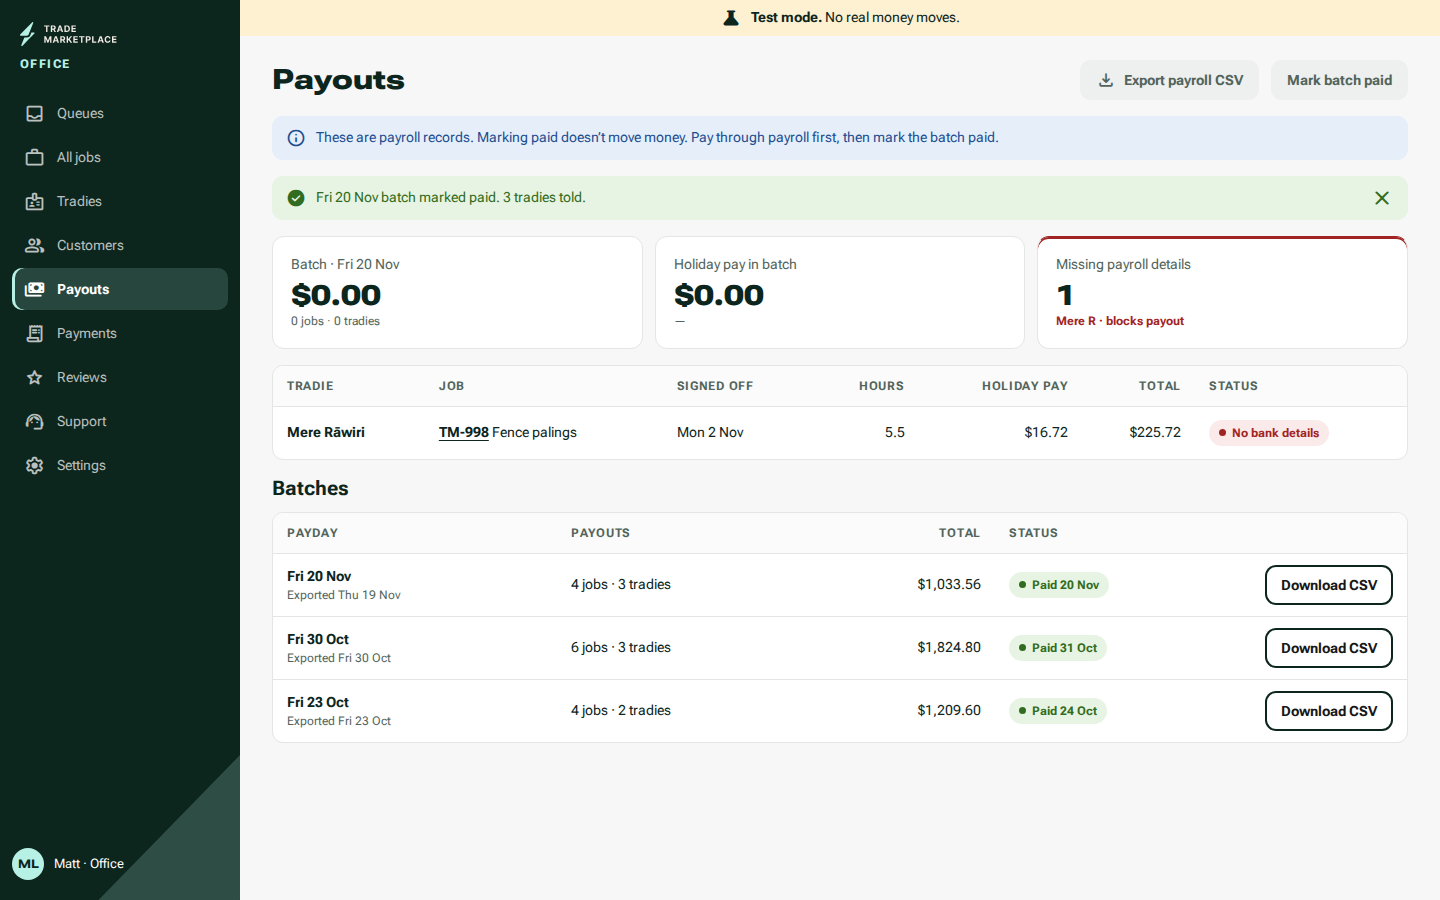 TRADE
MARKETPLACE
OFFICE
Queues
All jobs
Tradies
Customers
Payouts
Payments
Reviews
Support
Settings
ML Matt · Office
Test mode. No real money moves.
Payouts
Export payroll CSV
Mark batch paid
These are payroll records. Marking paid doesn't move money. Pay through payroll first, then mark the batch paid.
Fri 20 Nov batch marked paid. 3 tradies told.
Batch · Fri 20 Nov
$0.00
0 jobs · 0 tradies
Holiday pay in batch
$0.00
—
Missing payroll details
1
Mere R · blocks payout
TRADIE JOB SIGNED OFF HOURS HOLIDAY PAY TOTAL STATUS
Mere Rāwiri TM-998 Fence palings Mon 2 Nov 5.5 $16.72 $225.72 No bank details
Batches
PAYDAY PAYOUTS TOTAL STATUS
Fri 20 Nov
Exported Thu 19 Nov
4 jobs · 3 tradies $1,033.56 Paid 20 Nov Download CSV
Fri 30 Oct
Exported Fri 30 Oct
6 jobs · 3 tradies $1,824.80 Paid 31 Oct Download CSV
Fri 23 Oct
Exported Fri 23 Oct
4 jobs · 2 tradies $1,209.60 Paid 24 Oct Download CSV